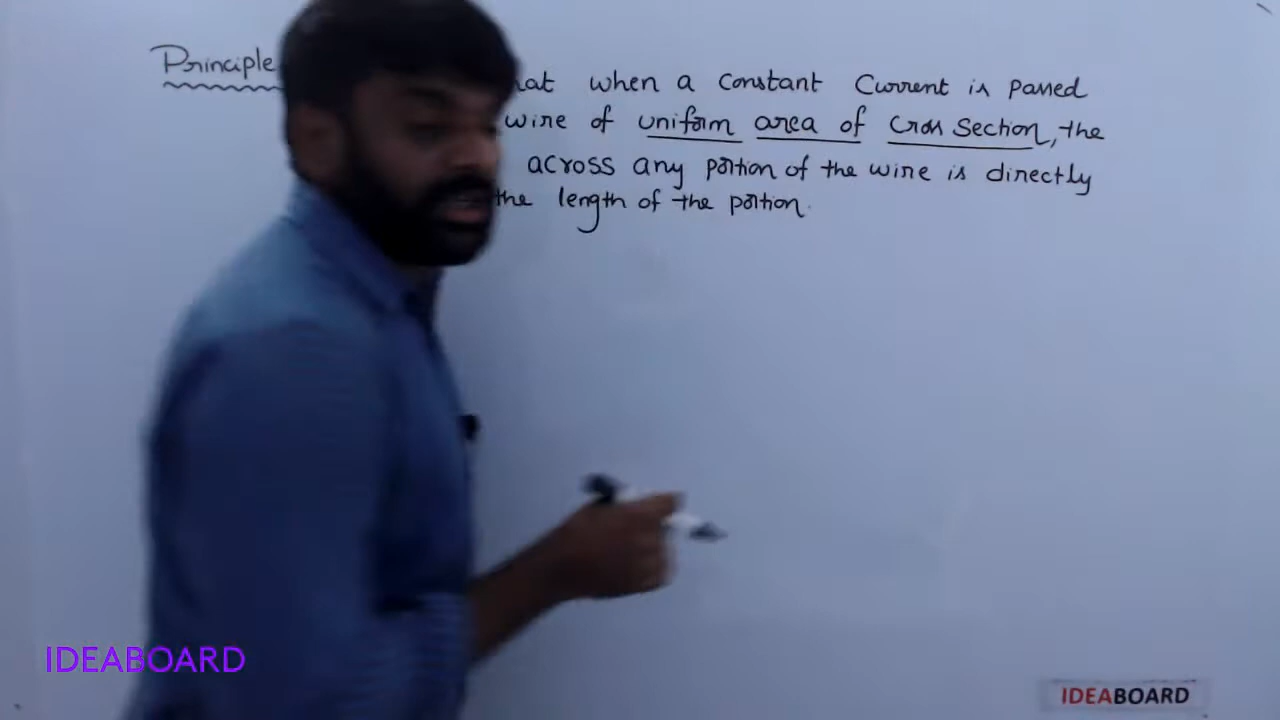 Principle
hat when a constant current is passed
wire of uniform area of cross section, the
across any portion of the wire is directly
the length of the portion.
IDEABOARD
IDEABOARD